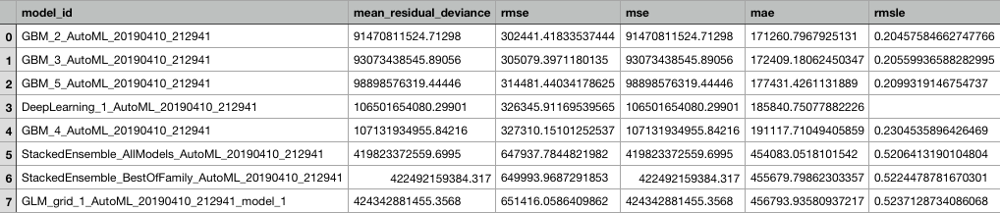 model_id mean_residual_deviance rmse mse mae rmsle
0 GBM_2_AutoML_20190410_212941 91470811524.71298 302441.41833537444 91470811524.71298 171260.7967925131 0.20457584662747766
1 GBM_3_AutoML_20190410_212941 93073438545.89056 305079.3971180135 93073438545.89056 172409.18062450347 0.20559936588282995
2 GBM_5_AutoML_20190410_212941 98898576319.44446 314481.44034178625 98898576319.44446 177431.4261131889 0.2099319146754737
3 DeepLearning_1_AutoML_20190410_212941 106501654080.29901 326345.91169539565 106501654080.29901 185840.75077882226
4 GBM_4_AutoML_20190410_212941 107131934955.84216 327310.15101252537 107131934955.84216 191117.71049405859 0.2304535896426469
5 StackedEnsemble_AllModels_AutoML_20190410_212941 419823372559.6995 647937.7844821982 419823372559.6995 454083.0518101542 0.5206413190104804
6 StackedEnsemble_BestOfFamily_AutoML_20190410_212941 422492159384.317 649993.9687291853 422492159384.317 455679.79862303357 0.5224478781670301
7 GLM_grid_1_AutoML_20190410_212941_model_1 424342881455.3568 651416.0586409862 424342881455.3568 456793.93580937217 0.5237128734086068